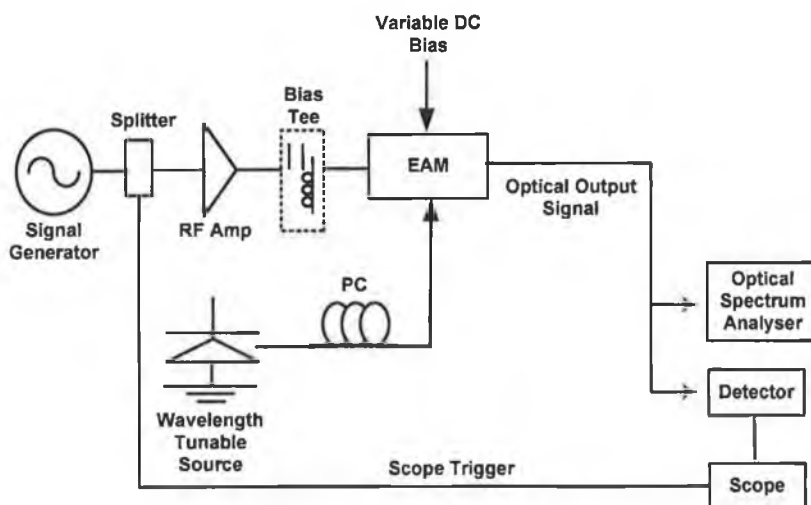 Variable DC
Bias
Bias
Tee
Splitter
EAM
Optical Output
Signal
RF Amp
Signal
Generator
PC
Optical
Spectrum
Analyser
Detector
Wavelength
Tunable
Source
Scope Trigger
Scope